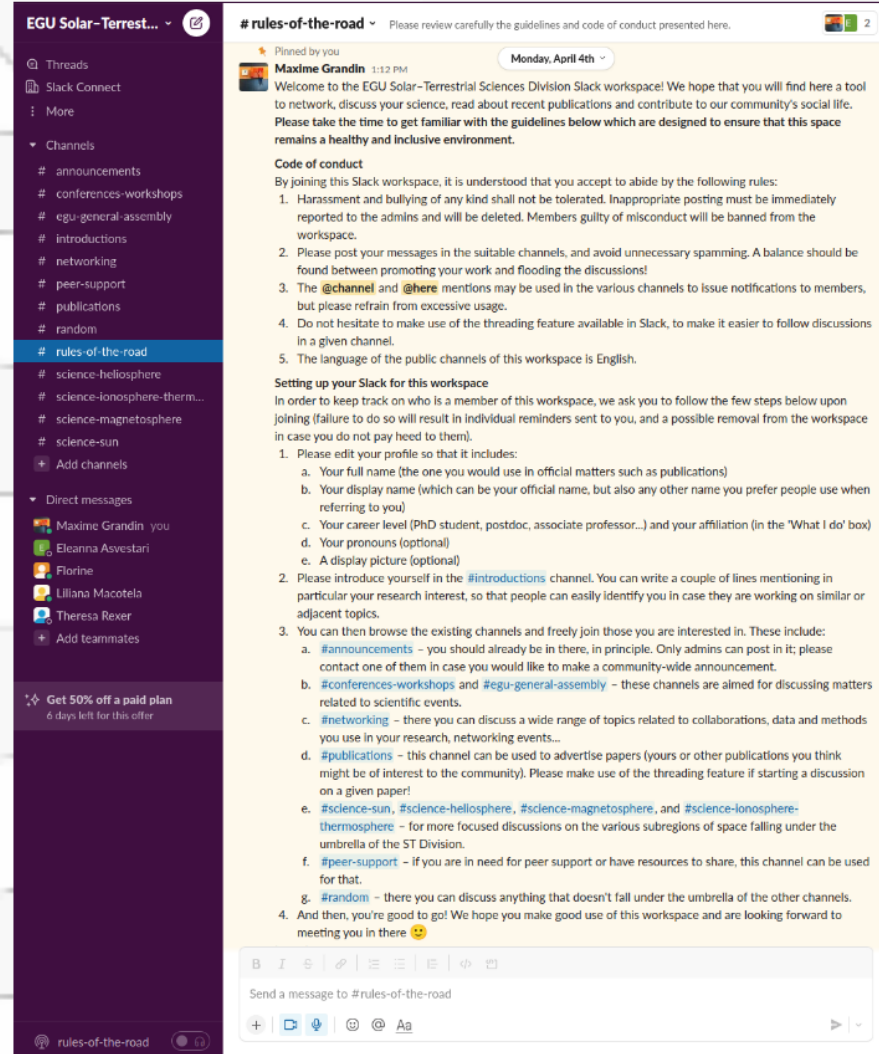 EGU Solar–Terrest...
Threads
Slack Connect
More
Channels
# announcements
# conferences-workshops
# egu-general-assembly
# introductions
# networking
# peer-support
# publications
# random
# rules-of-the-road
# science-heliosphere
# science-ionosphere-therm...
# science-magnetosphere
# science-sun
+ Add channels
Direct messages
Maxime Grandin you
E Eleanna Asvestari
Florine
Liliana Macotela
Theresa Rexer
+ Add teammates
Get 50% off a paid plan
6 days left for this offer
rules-of-the-road
# rules-of-the-road Please review carefully the guidelines and code of conduct presented here.
E 2
Pinned by you
Monday, April 4th
Maxime Grandin 1:12 PM
Welcome to the EGU Solar–Terrestrial Sciences Division Slack workspace! We hope that you will find here a tool
to network, discuss your science, read about recent publications and contribute to our community's social life.
Please take the time to get familiar with the guidelines below which are designed to ensure that this space
remains a healthy and inclusive environment.
Code of conduct
By joining this Slack workspace, it is understood that you accept to abide by the following rules:
1. Harassment and bullying of any kind shall not be tolerated. Inappropriate posting must be immediately
reported to the admins and will be deleted. Members guilty of misconduct will be banned from the
workspace.
2. Please post your messages in the suitable channels, and avoid unnecessary spamming. A balance should be
found between promoting your work and flooding the discussions!
3. The @channel and @here mentions may be used in the various channels to issue notifications to members,
but please refrain from excessive usage.
4. Do not hesitate to make use of the threading feature available in Slack, to make it easier to follow discussions
in a given channel.
5. The language of the public channels of this workspace is English.
Setting up your Slack for this workspace
In order to keep track on who is a member of this workspace, we ask you to follow the few steps below upon
joining (failure to do so will result in individual reminders sent to you, and a possible removal from the workspace
in case you do not pay heed to them).
1. Please edit your profile so that it includes:
a. Your full name (the one you would use in official matters such as publications)
b. Your display name (which can be your official name, but also any other name you prefer people use when
referring to you)
c. Your career level (PhD student, postdoc, associate professor...) and your affiliation (in the 'What I do' box)
d. Your pronouns (optional)
e. A display picture (optional)
2. Please introduce yourself in the #introductions channel. You can write a couple of lines mentioning in
particular your research interest, so that people can easily identify you in case they are working on similar or
adjacent topics.
3. You can then browse the existing channels and freely join those you are interested in. These include:
a. #announcements – you should already be in there, in principle. Only admins can post in it; please
contact one of them in case you would like to make a community-wide announcement.
b. #conferences-workshops and #egu-general-assembly – these channels are aimed for discussing matters
related to scientific events.
c. #networking – there you can discuss a wide range of topics related to collaborations, data and methods
you use in your research, networking events...
d. #publications – this channel can be used to advertise papers (yours or other publications you think
might be of interest to the community). Please make use of the threading feature if starting a discussion
on a given paper!
e. #science-sun, #science-heliosphere, #science-magnetosphere, and #science-ionosphere-
thermosphere – for more focused discussions on the various subregions of space falling under the
umbrella of the ST Division.
f. #peer-support – if you are in need for peer support or have resources to share, this channel can be used
for that.
g. #random – there you can discuss anything that doesn't fall under the umbrella of the other channels.
4. And then, you're good to go! We hope you make good use of this workspace and are looking forward to
meeting you in there 🙂
B I S
Send a message to #rules-of-the-road
+ @ Aa